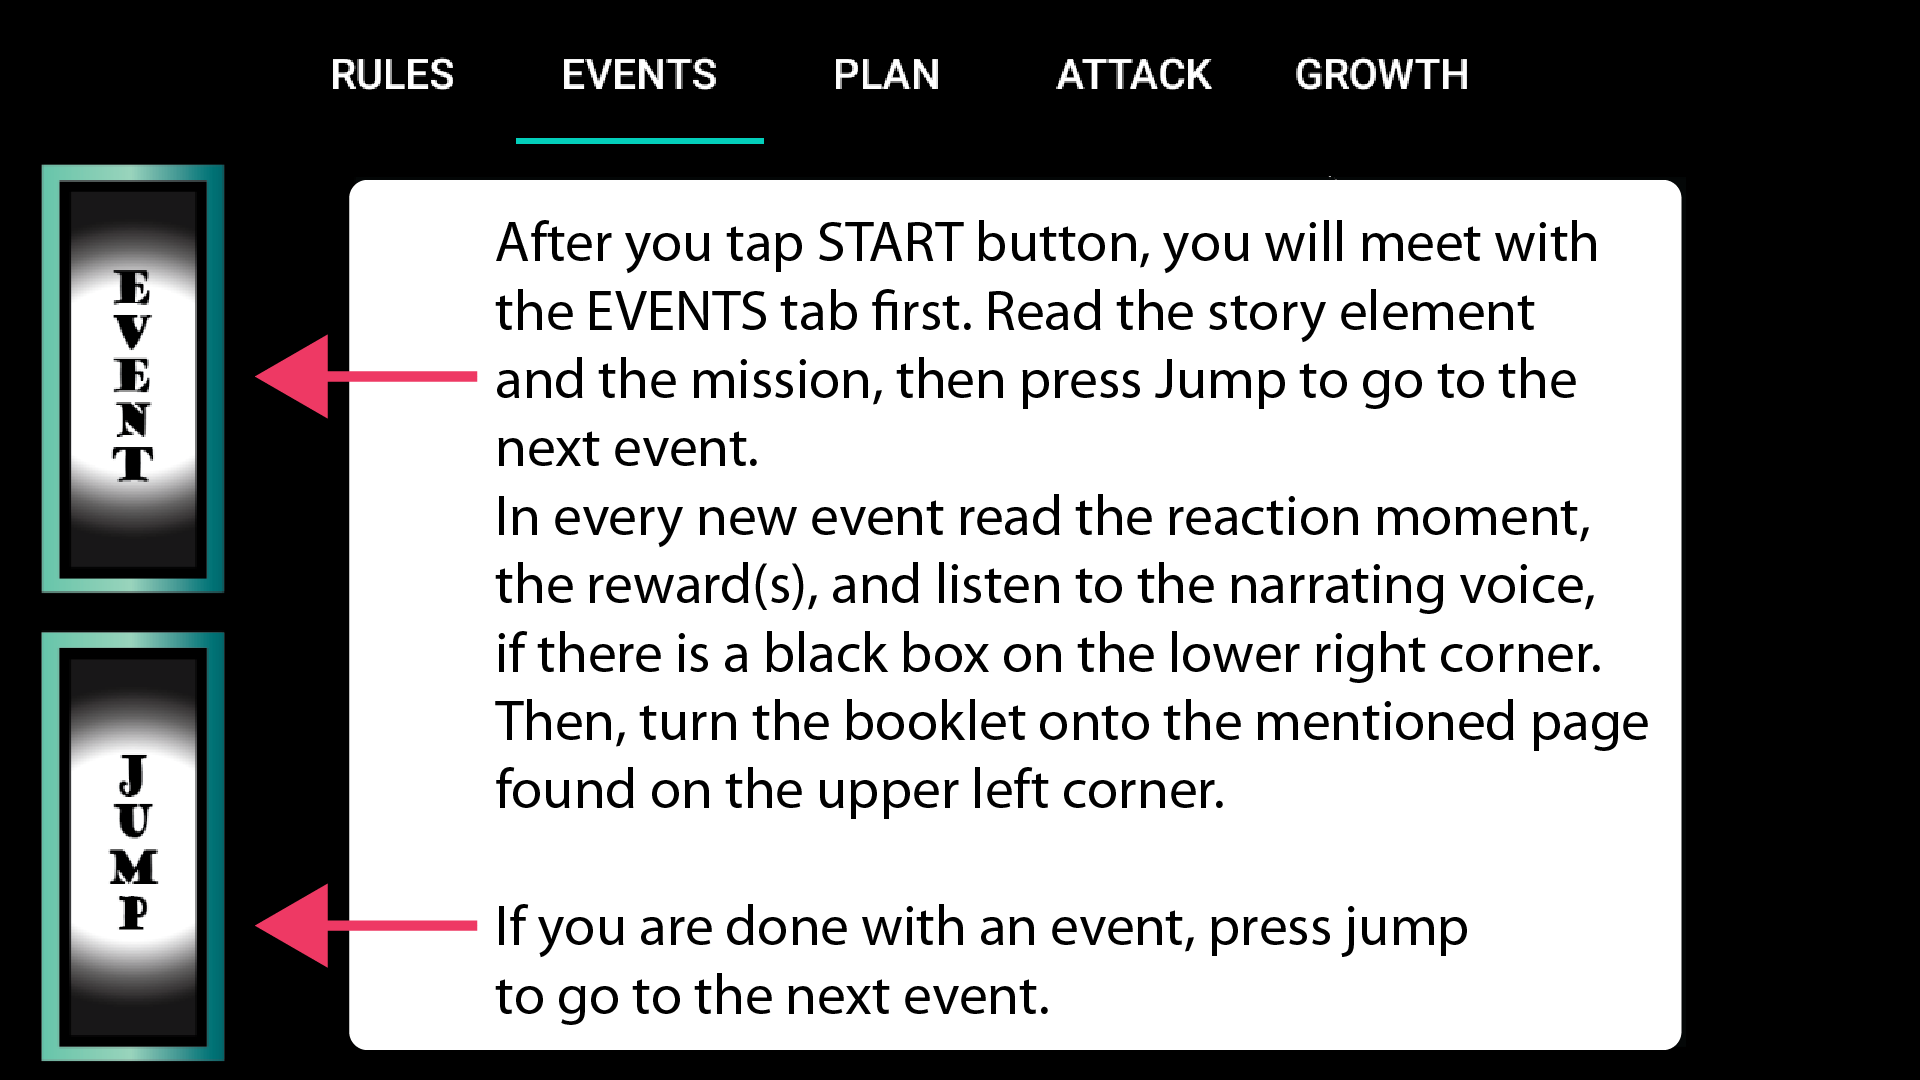 RULES EVENTS PLAN ATTACK GROWTH
EVENT
After you tap START button, you will meet with
the EVENTS tab first. Read the story element
and the mission, then press Jump to go to the
next event.
In every new event read the reaction moment,
the reward(s), and listen to the narrating voice,
if there is a black box on the lower right corner.
Then, turn the booklet onto the mentioned page
found on the upper left corner.
JUMP
If you are done with an event, press jump
to go to the next event.